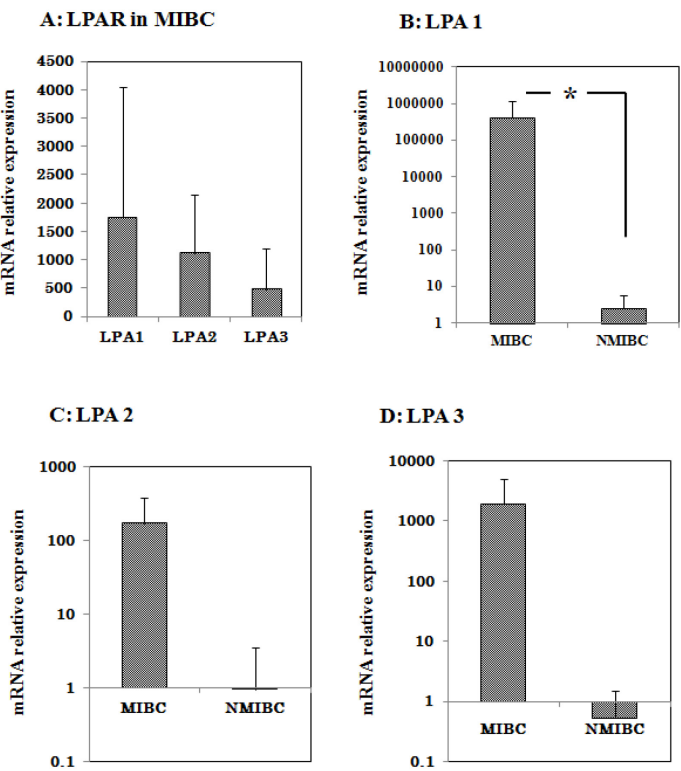 A: LPAR in MIBC
mRNA relative expression
4500
4000
3500
3000
2500
2000
1500
1000
500
0
LPA1 LPA2 LPA3
B: LPA 1
mRNA relative expression
10000000
1000000
100000
10000
1000
100
10
1
*
MIBC NMIBC
C: LPA 2
mRNA relative expression
1000
100
10
1
0.1
MIBC NMIBC
D: LPA 3
mRNA relative expression
10000
1000
100
10
1
0.1
MIBC NMIBC